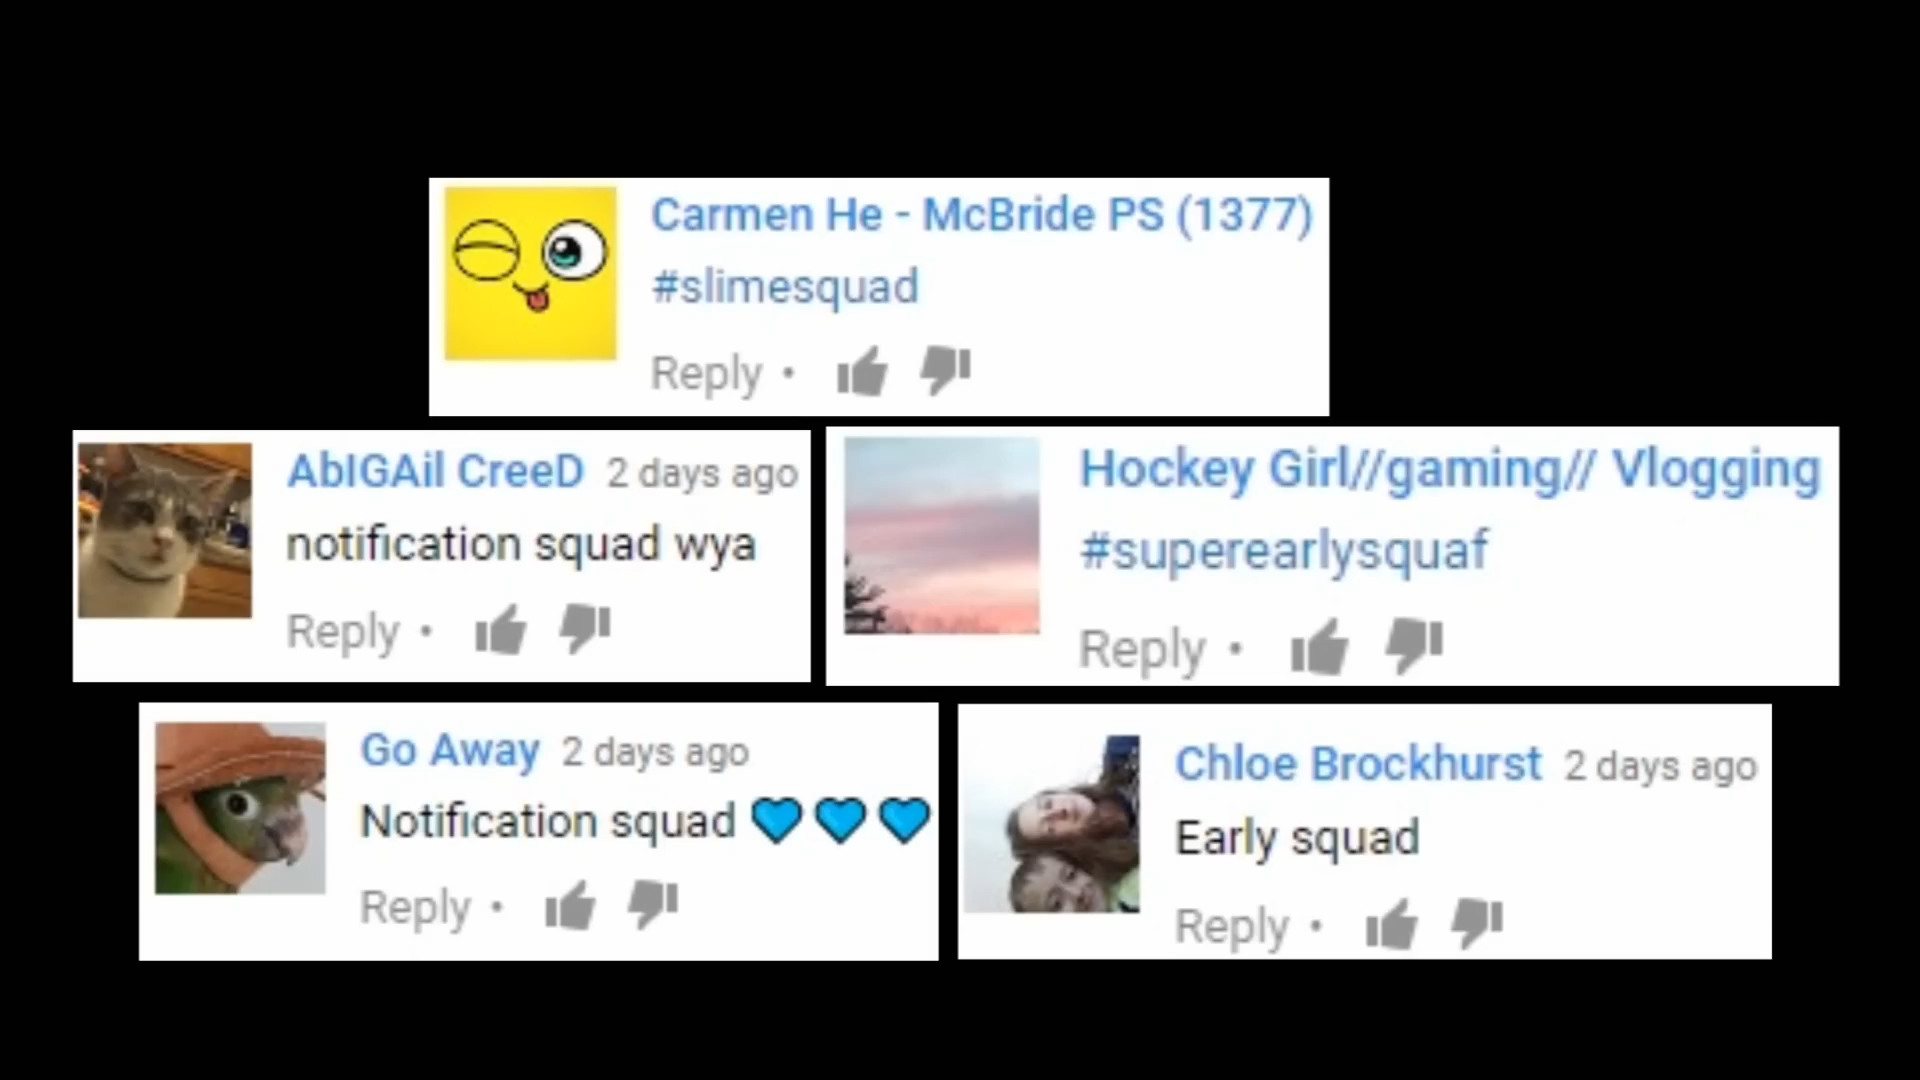 Carmen He - McBride PS (1377)
#slimesquad
Reply •
AbIGAil CreeD 2 days ago
notification squad wya
Reply •
Hockey Girl//gaming// Vlogging
#superearlysquaf
Reply •
Go Away 2 days ago
Notification squad 💙💙💙
Reply •
Chloe Brockhurst 2 days ago
Early squad
Reply •